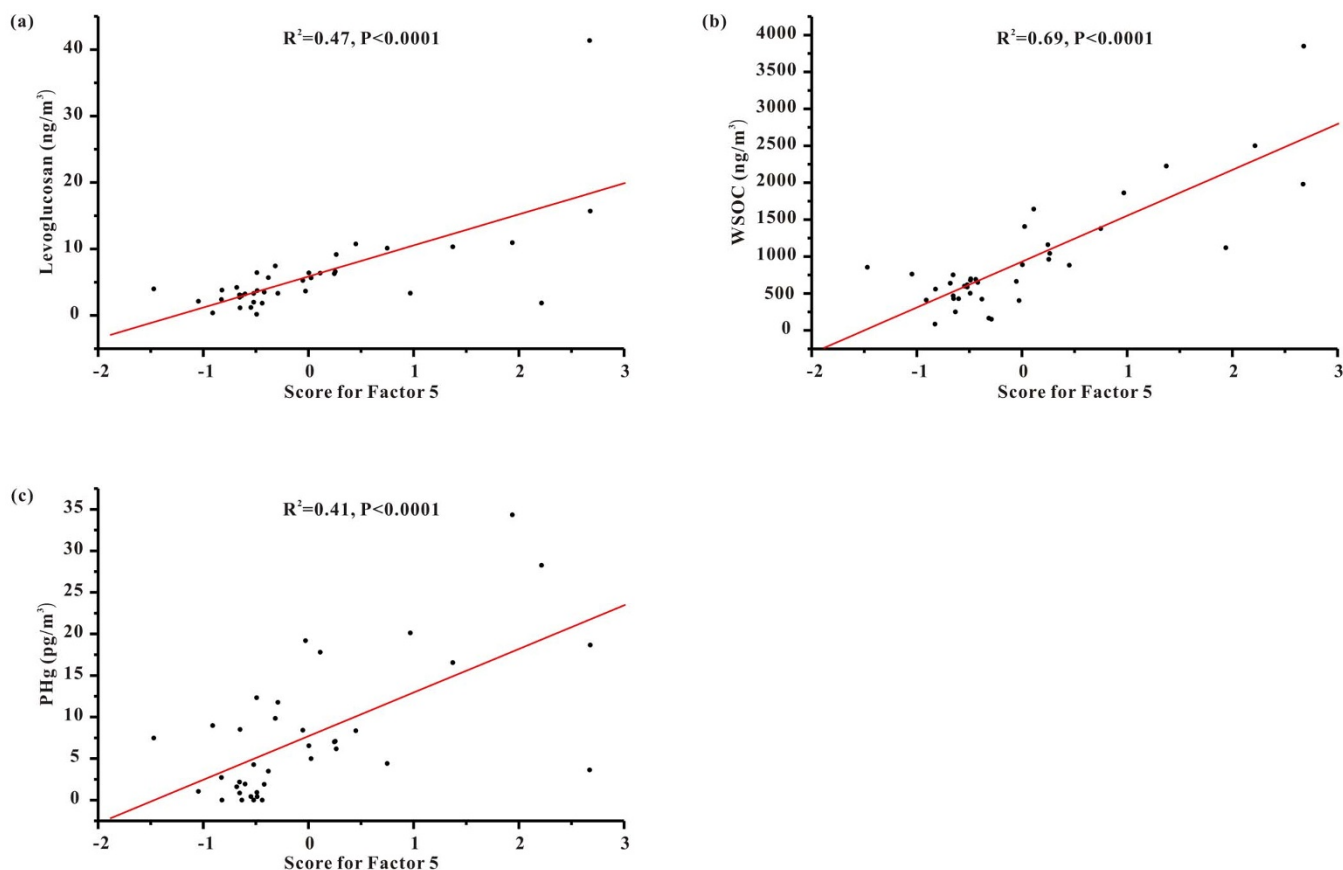 (a)
R²=0.47, P<0.0001
Levoglucosan (ng/m³)
40
30
20
10
0
-2 -1 0 1 2 3
Score for Factor 5
(b)
R²=0.69, P<0.0001
WSOC (ng/m³)
4000
3500
3000
2500
2000
1500
1000
500
0
-2 -1 0 1 2 3
Score for Factor 5
(c)
R²=0.41, P<0.0001
PHg (pg/m³)
35
30
25
20
15
10
5
0
-2 -1 0 1 2 3
Score for Factor 5